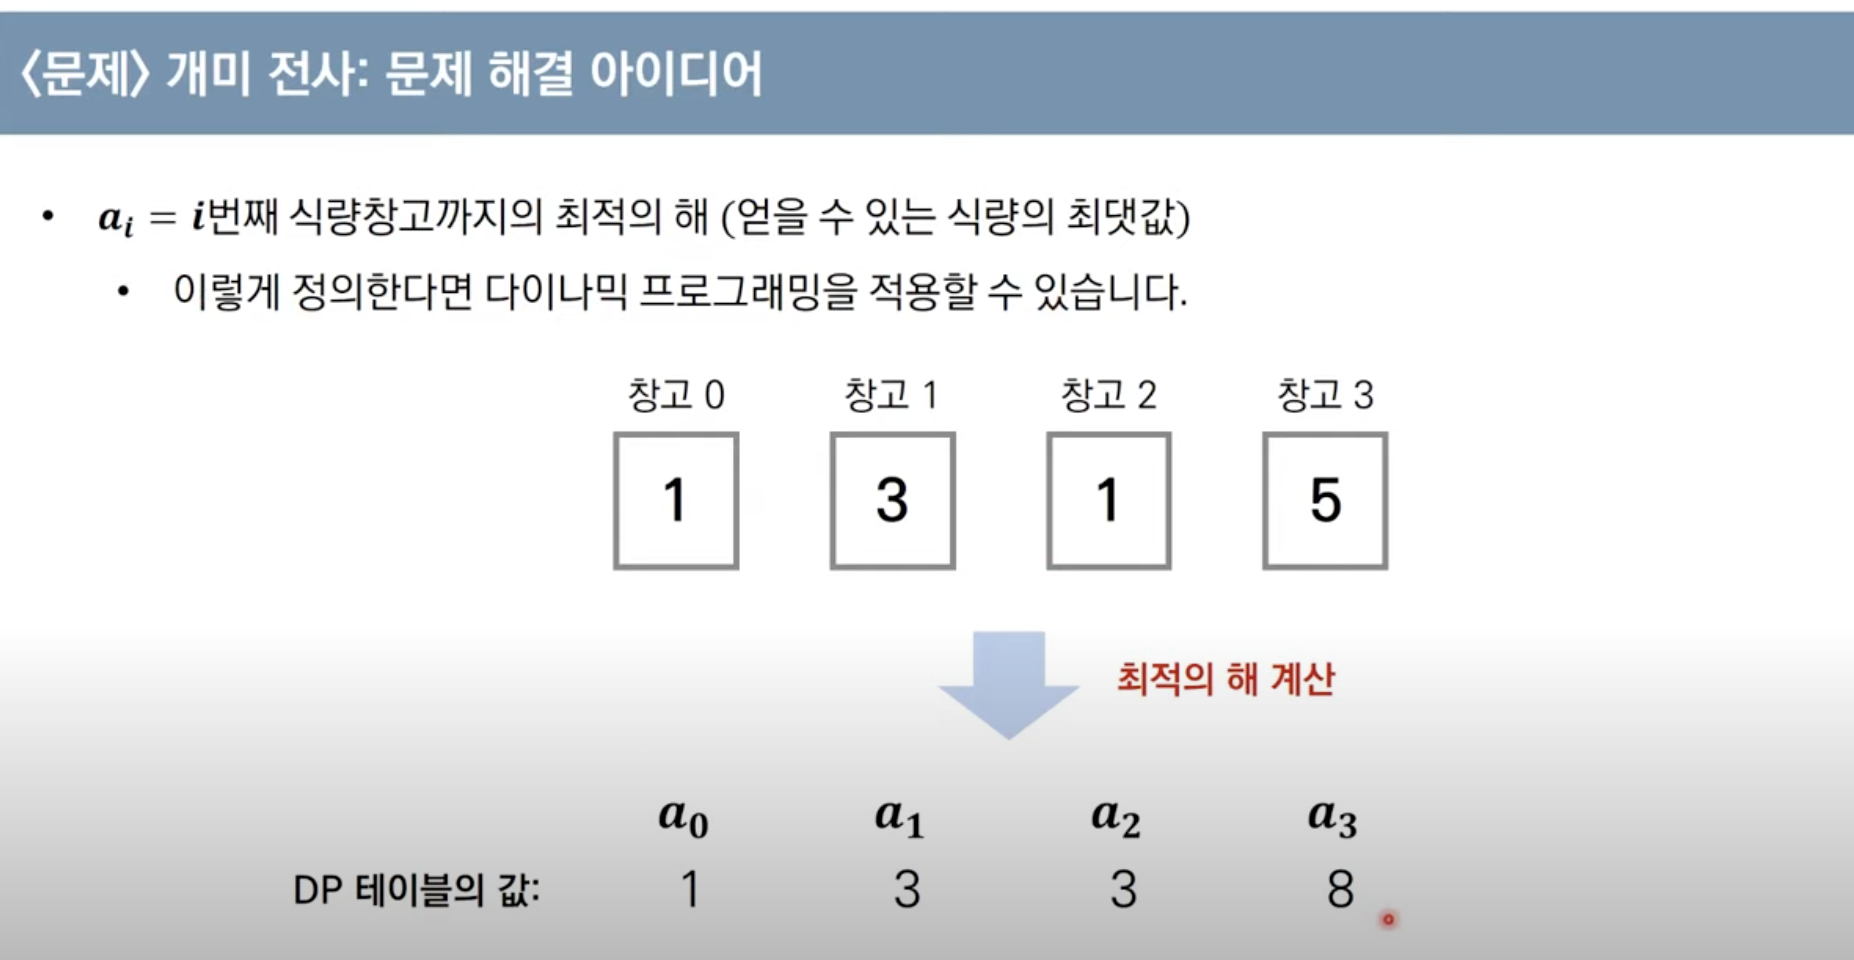 〈문제〉 개미 전사: 문제 해결 아이디어
• a_i = i번째 식량창고까지의 최적의 해 (얻을 수 있는 식량의 최댓값)
• 이렇게 정의한다면 다이나믹 프로그래밍을 적용할 수 있습니다.
창고 0 창고 1 창고 2 창고 3
1 3 1 5
최적의 해 계산
a₀ a₁ a₂ a₃
DP 테이블의 값: 1 3 3 8